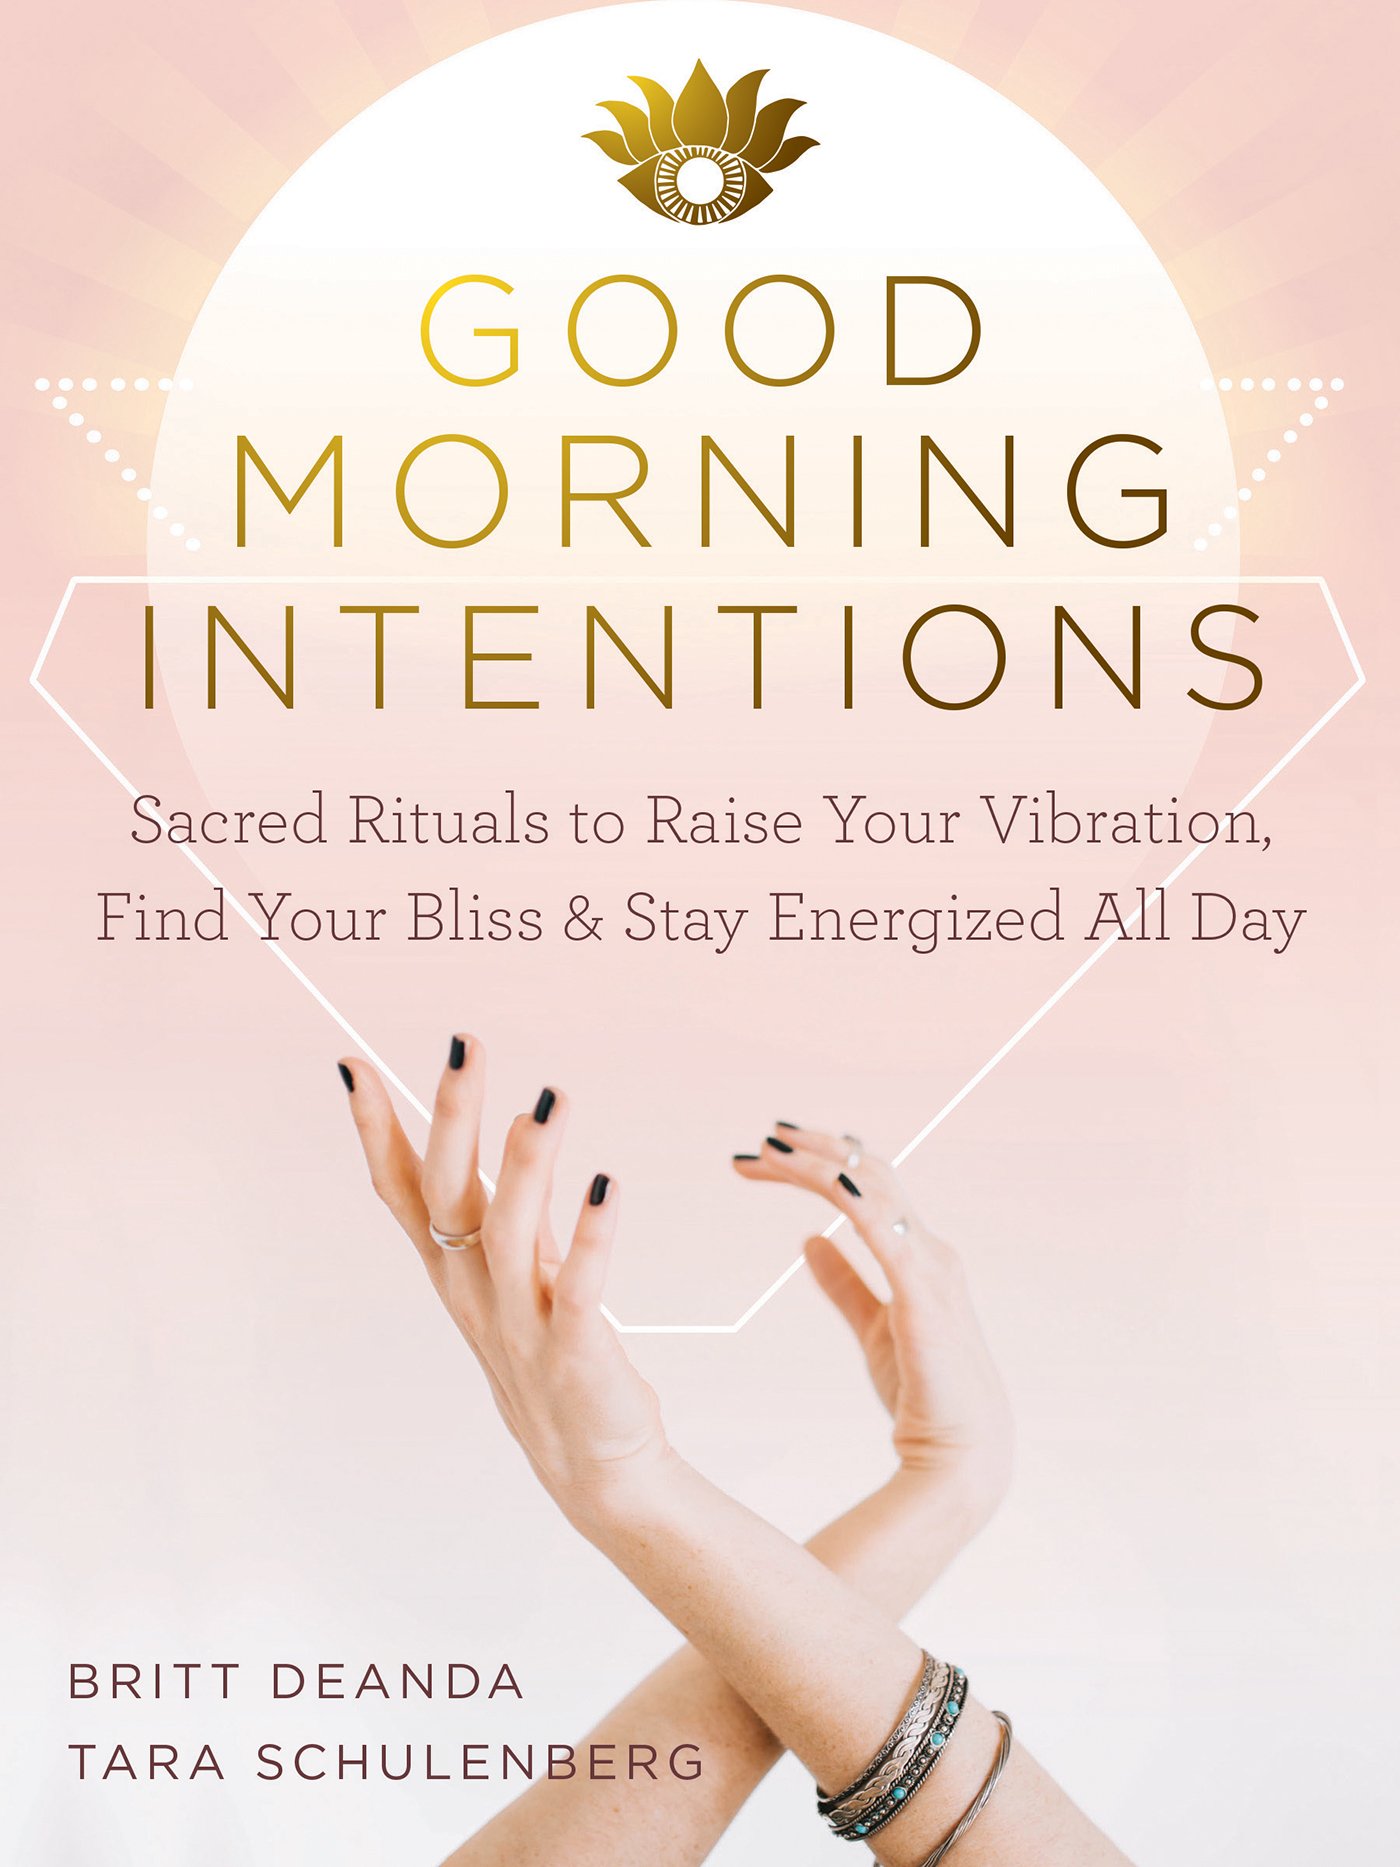 GOOD
MORNING
INTENTIONS
Sacred Rituals to Raise Your Vibration,
Find Your Bliss & Stay Energized All Day
BRITT DEANDA
TARA SCHULENBERG